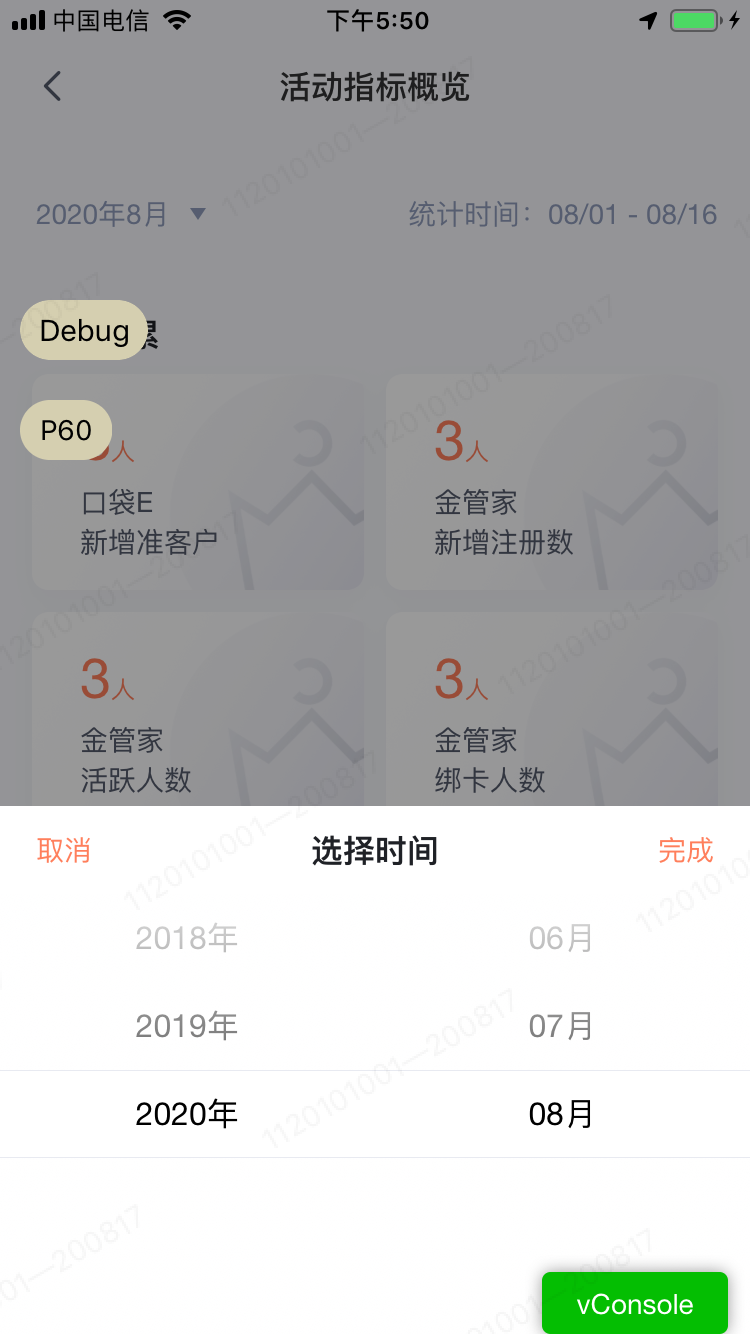 中国电信 下午5:50
活动指标概览
2020年8月 统计时间：08/01 - 08/16
Debug
P60
人
口袋E
新增准客户
3人
金管家
新增注册数
3人
金管家
活跃人数
3人
金管家
绑卡人数
取消 选择时间 完成
2018年 06月
2019年 07月
2020年 08月
vConsole
1120101001—200817